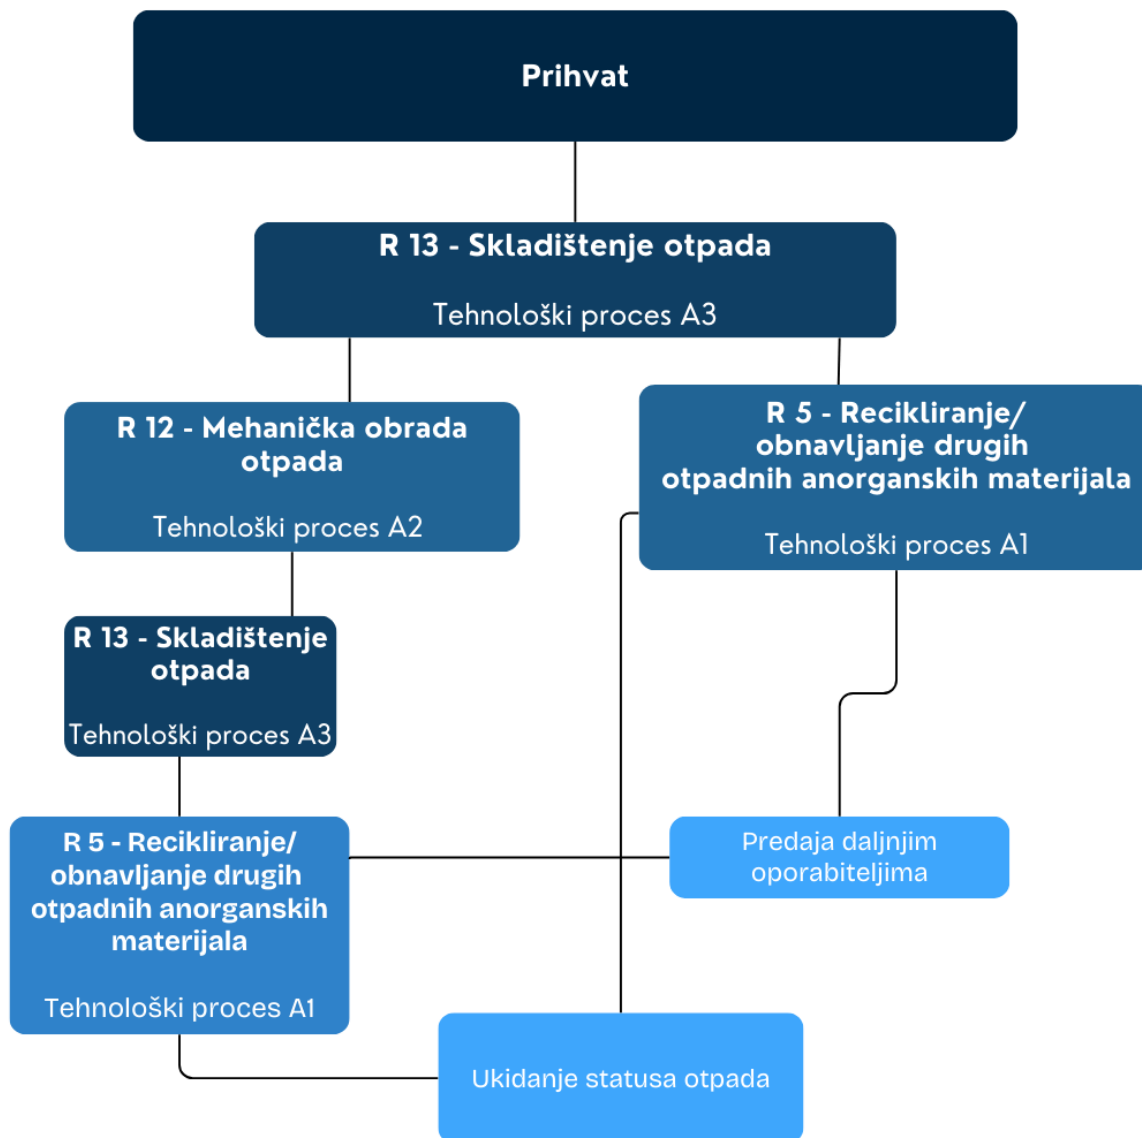 Prihvat
R 13 - Skladištenje otpada
Tehnološki proces A3
R 12 - Mehanička obrada
otpada
Tehnološki proces A2
R 5 - Recikliranje/
obnavljanje drugih
otpadnih anorganskih materijala
Tehnološki proces A1
R 13 - Skladištenje
otpada
Tehnološki proces A3
R 5 - Recikliranje/
obnavljanje drugih
otpadnih anorganskih
materijala
Tehnološki proces A1
Predaja daljnjim
oporabiteljima
Ukidanje statusa otpada